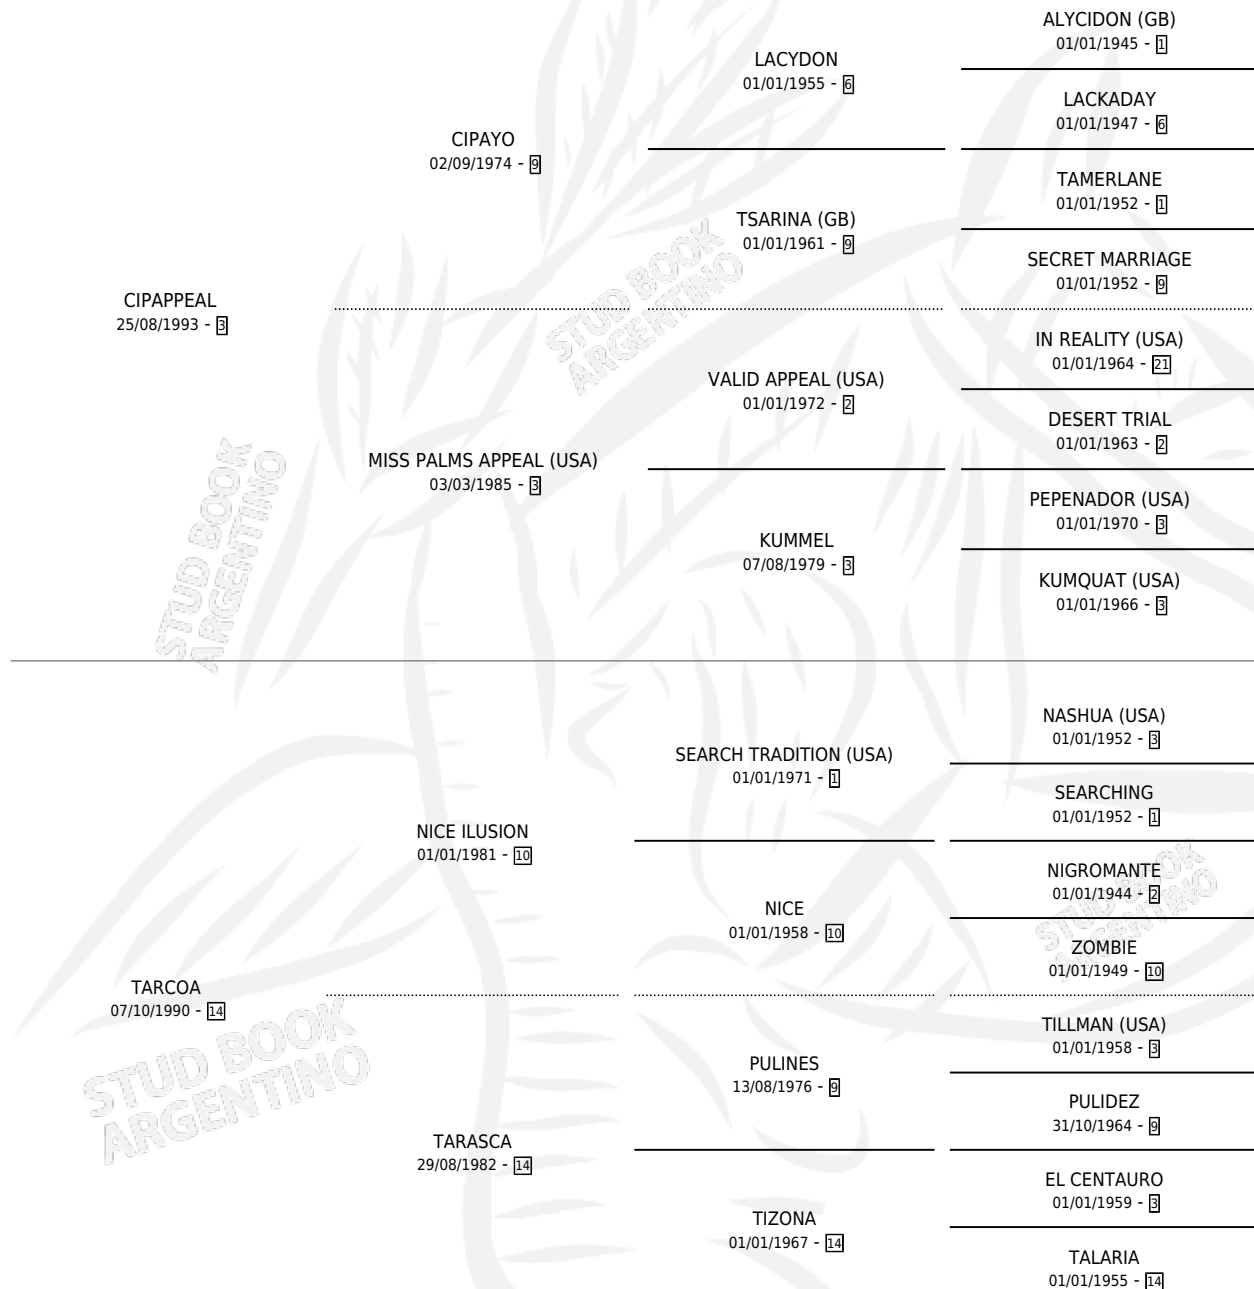 CIPAPPEAL
25/08/1993 - 3
CIPAYO
02/09/1974 - 9
MISS PALMS APPEAL (USA)
03/03/1985 - 3
LACYDON
01/01/1955 - 6
TSARINA (GB)
01/01/1961 - 9
VALID APPEAL (USA)
01/01/1972 - 2
KUMMEL
07/08/1979 - 3
ALYCIDON (GB)
01/01/1945 - 1
LACKADAY
01/01/1947 - 6
TAMERLANE
01/01/1952 - 1
SECRET MARRIAGE
01/01/1952 - 9
IN REALITY (USA)
01/01/1964 - 21
DESERT TRIAL
01/01/1963 - 2
PEPENADOR (USA)
01/01/1970 - 3
KUMQUAT (USA)
01/01/1966 - 3
TARCOA
07/10/1990 - 14
NICE ILUSION
01/01/1981 - 10
TARASCA
29/08/1982 - 14
SEARCH TRADITION (USA)
01/01/1971 - 1
NICE
01/01/1958 - 10
PULINES
13/08/1976 - 9
TIZONA
01/01/1967 - 14
NASHUA (USA)
01/01/1952 - 3
SEARCHING
01/01/1952 - 1
NIGROMANTE
01/01/1944 - 2
ZOMBIE
01/01/1949 - 10
TILLMAN (USA)
01/01/1958 - 3
PULIDEZ
31/10/1964 - 9
EL CENTAURO
01/01/1959 - 3
TALARIA
01/01/1955 - 14
STUD BOOK
ARGENTINO
STUD BOOK
ARGENTINO
STUD BOOK
ARGENTINO
STUD BOOK
ARGENTINO